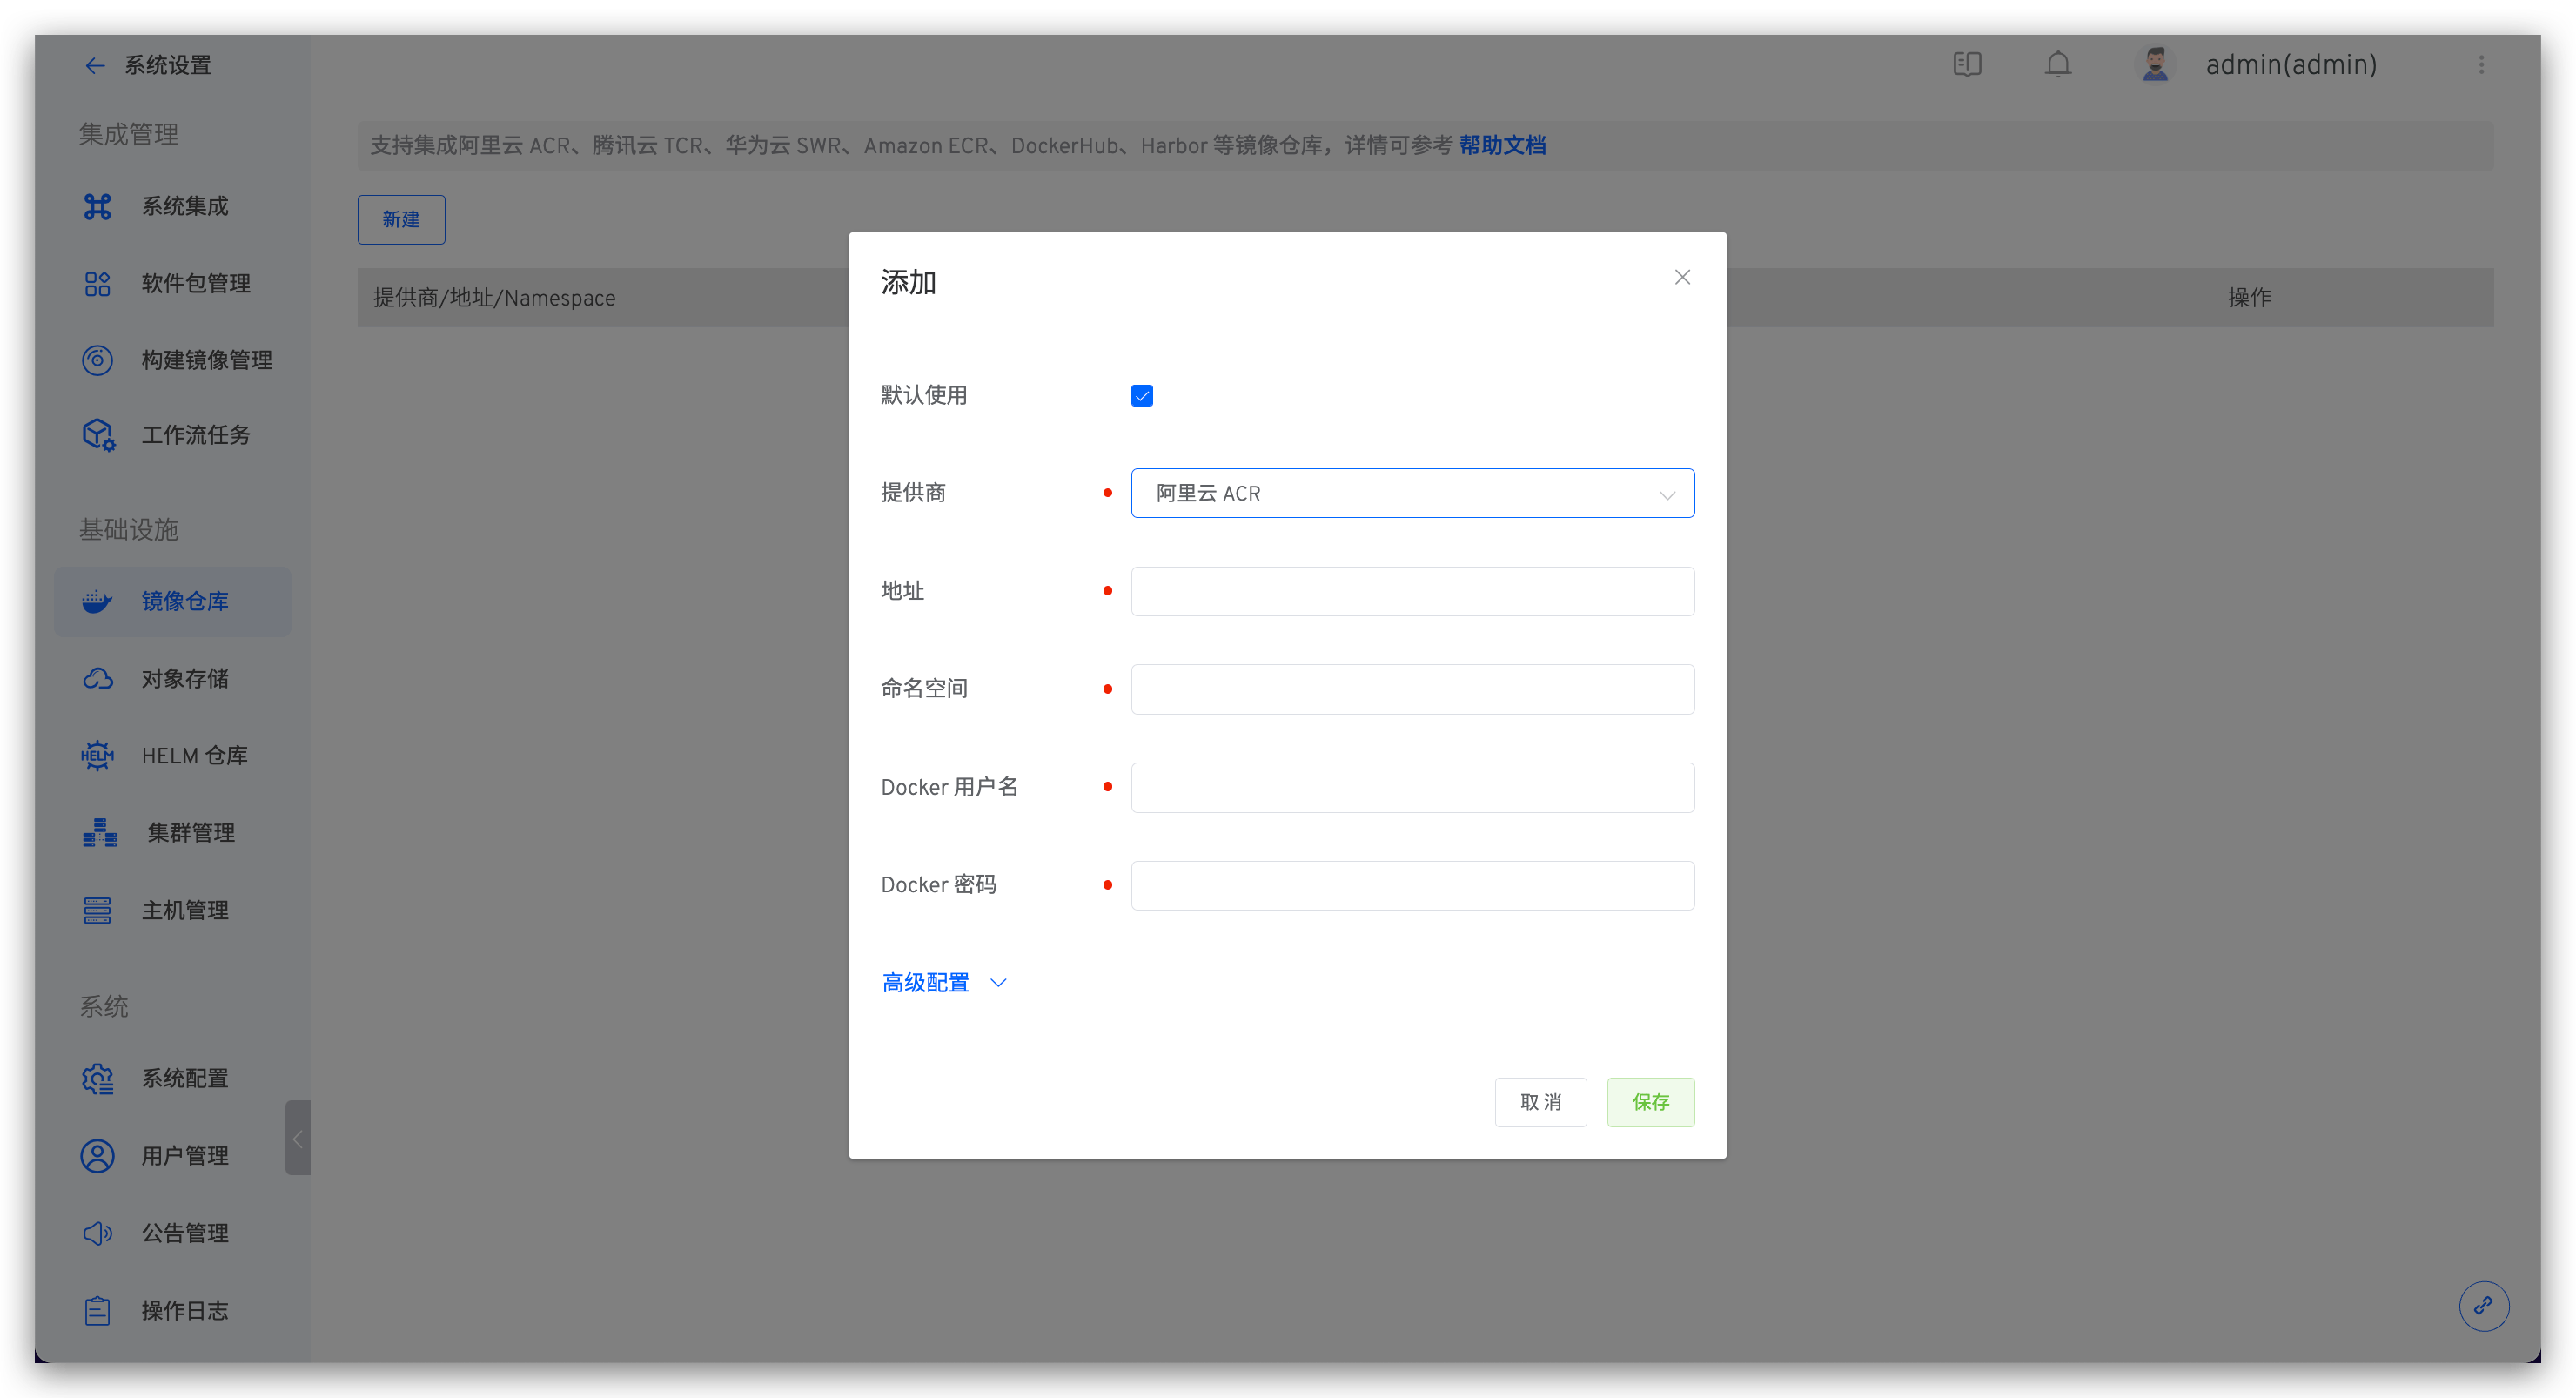 系统设置
admin(admin)
集成管理
系统集成
软件包管理
构建镜像管理
工作流任务
基础设施
镜像仓库
对象存储
HELM 仓库
集群管理
主机管理
系统
系统配置
用户管理
公告管理
操作日志
支持集成阿里云 ACR、腾讯云 TCR、华为云 SWR、Amazon ECR、DockerHub、Harbor 等镜像仓库，详情可参考 帮助文档
新建
提供商/地址/Namespace
操作
添加
默认使用
提供商
阿里云 ACR
地址
命名空间
Docker 用户名
Docker 密码
高级配置
取 消
保存